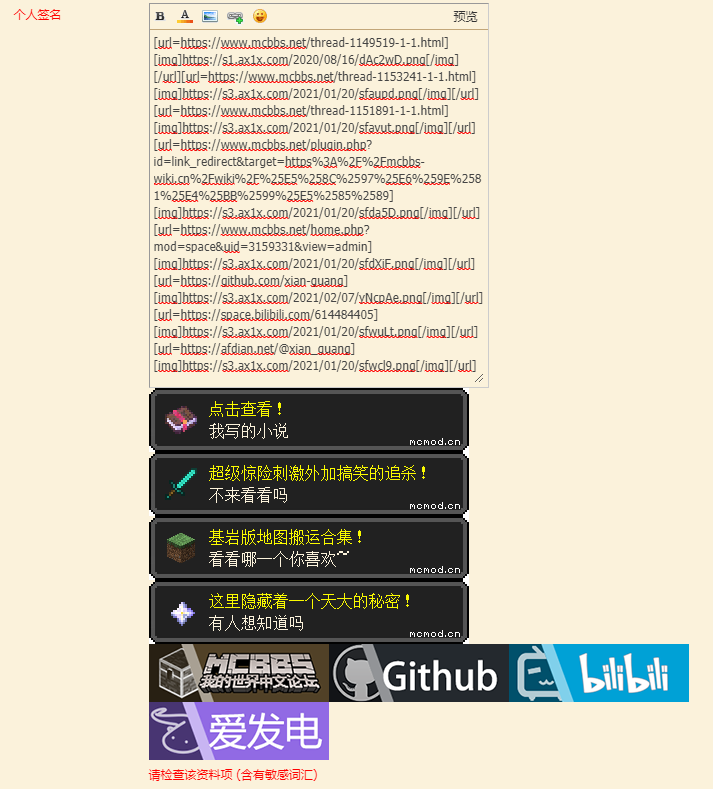 个人签名
B A 预览
[url=https://www.mcbbs.net/thread-1149519-1-1.html]
[img]https://s1.ax1x.com/2020/08/16/dAc2wD.png[/img]
[/url][url=https://www.mcbbs.net/thread-1153241-1-1.html]
[img]https://s3.ax1x.com/2021/01/20/sfaupd.png[/img][/url]
[url=https://www.mcbbs.net/thread-1151891-1-1.html]
[img]https://s3.ax1x.com/2021/01/20/sfavut.png[/img][/url]
[url=https://www.mcbbs.net/plugin.php?
id=link_redirect&target=https%3A%2F%2Fmcbbs-
wiki.cn%2Fwiki%2F%25E5%258C%2597%25E6%259E%258
1%25E4%25BB%2599%25E5%2585%2589]
[img]https://s3.ax1x.com/2021/01/20/sfda5D.png[/img][/url]
[url=https://www.mcbbs.net/home.php?
mod=space&uid=3159331&view=admin]
[img]https://s3.ax1x.com/2021/01/20/sfdXiF.png[/img][/url]
[url=https://github.com/xian-guang]
[img]https://s3.ax1x.com/2021/02/07/yNcpAe.png[/img][/url]
[url=https://space.bilibili.com/614484405]
[img]https://s3.ax1x.com/2021/01/20/sfwuLt.png[/img][/url]
[url=https://afdian.net/@xian_guang]
[img]https://s3.ax1x.com/2021/01/20/sfwcl9.png[/img][/url]
点击查看！
我写的小说
mcmod.cn
超级惊险刺激外加搞笑的追杀！
不来看看吗
mcmod.cn
基岩版地图搬运合集！
看看哪一个你喜欢~
mcmod.cn
这里隐藏着一个天大的秘密！
有人想知道吗
mcmod.cn
MCBBS
我的世界中文论坛
Github
bilibili
爱发电
请检查该资料项 (含有敏感词汇)